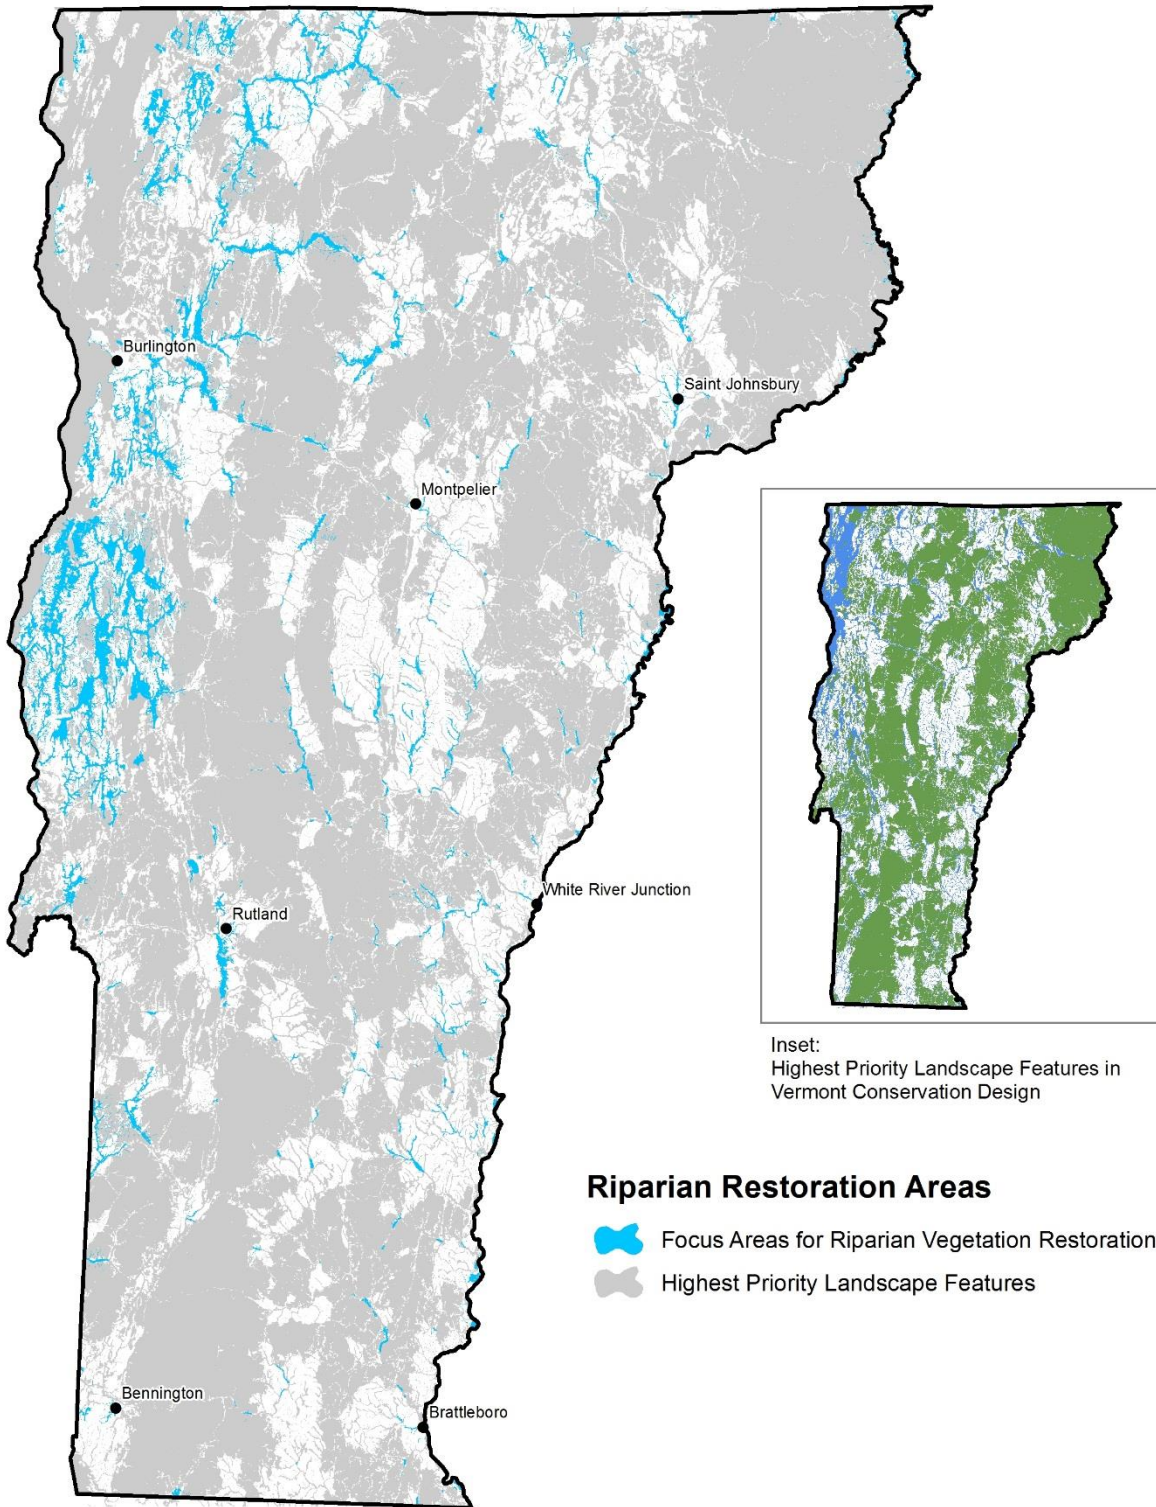 Burlington
Saint Johnsbury
Montpelier
White River Junction
Rutland
Inset:
Highest Priority Landscape Features in
Vermont Conservation Design
Riparian Restoration Areas
Focus Areas for Riparian Vegetation Restoration
Highest Priority Landscape Features
Bennington
Brattleboro